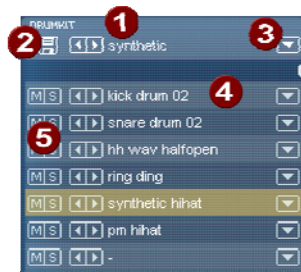 DRUMKIT
1
2 synthetic 3
M S kick drum 02 4
M S snare drum 02
5 hh wav halfopen
M S ring ding
M S synthetic hihat
M S pm hihat
M S -